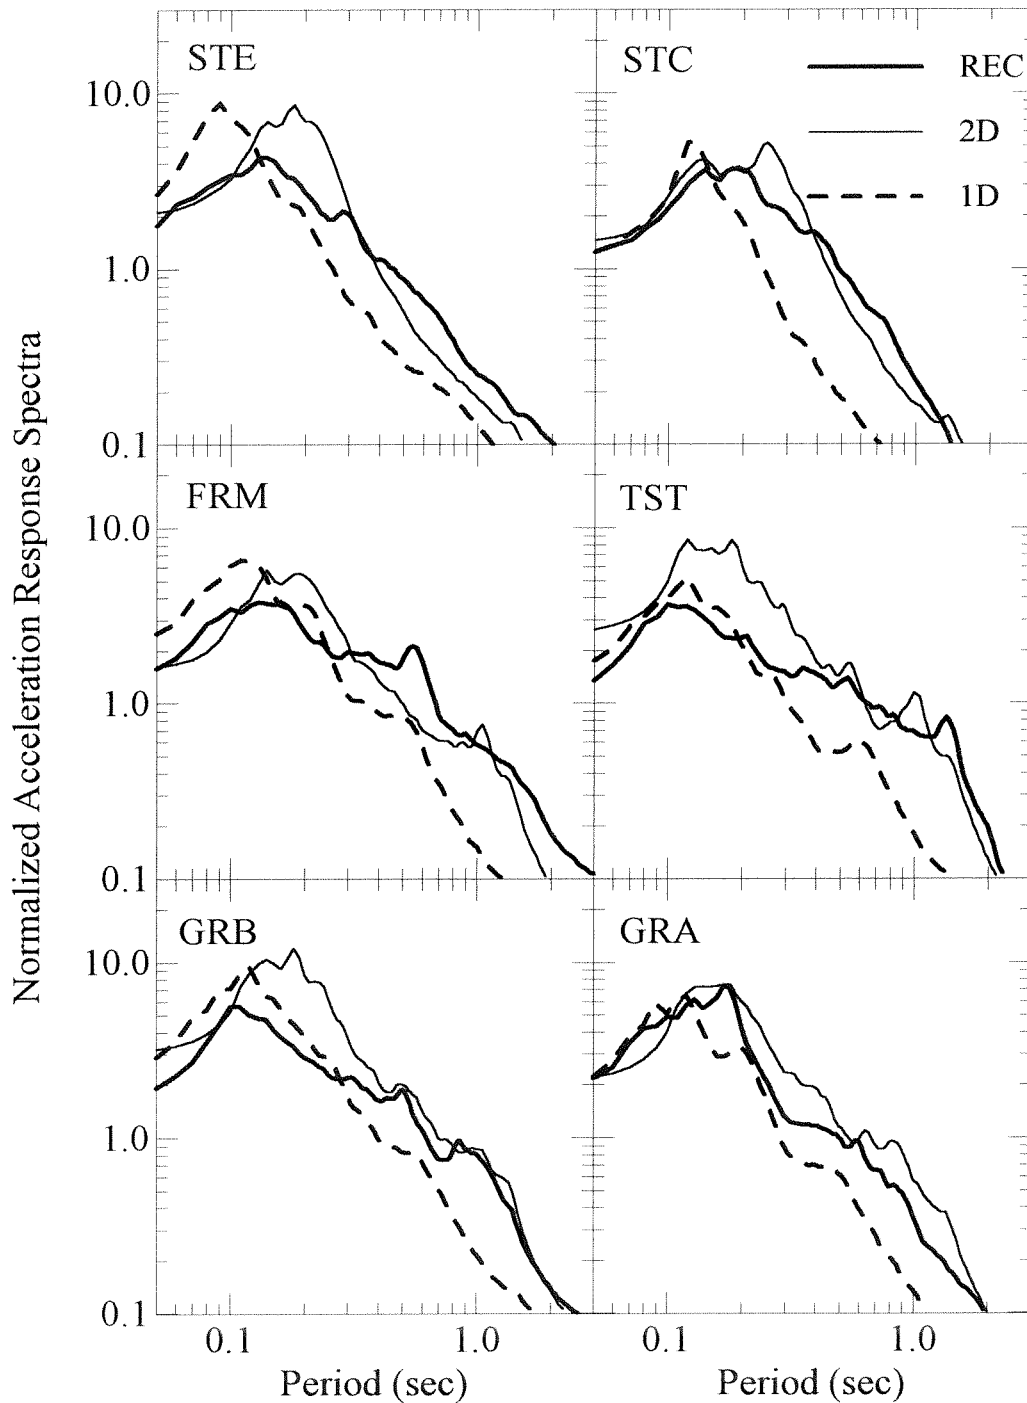 STE
STC
REC
2D
1D
10.0
1.0
0.1
FRM
TST
10.0
1.0
0.1
GRB
GRA
10.0
1.0
0.1
0.1 1.0
0.1 1.0
Period (sec)
Period (sec)
Normalized Acceleration Response Spectra